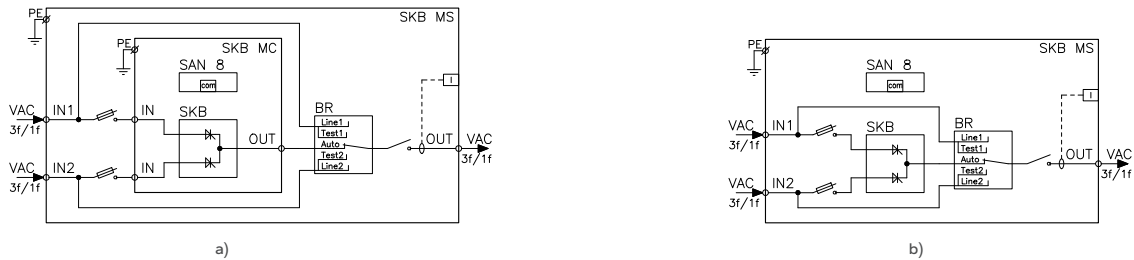 PE
SKB MS
PE
SKB MC
SAN 8
com
VAC
IN1
IN
SKB
BR
3f/1f
Line1
Test1
OUT
Auto
OUT
VAC
Test2
3f/1f
VAC
IN2
IN
Line2
3f/1f
I
a)
PE
SKB MS
SAN 8
com
I
VAC
IN1
SKB
BR
3f/1f
Line1
Test1
Auto
OUT
VAC
Test2
3f/1f
VAC
IN2
Line2
3f/1f
b)